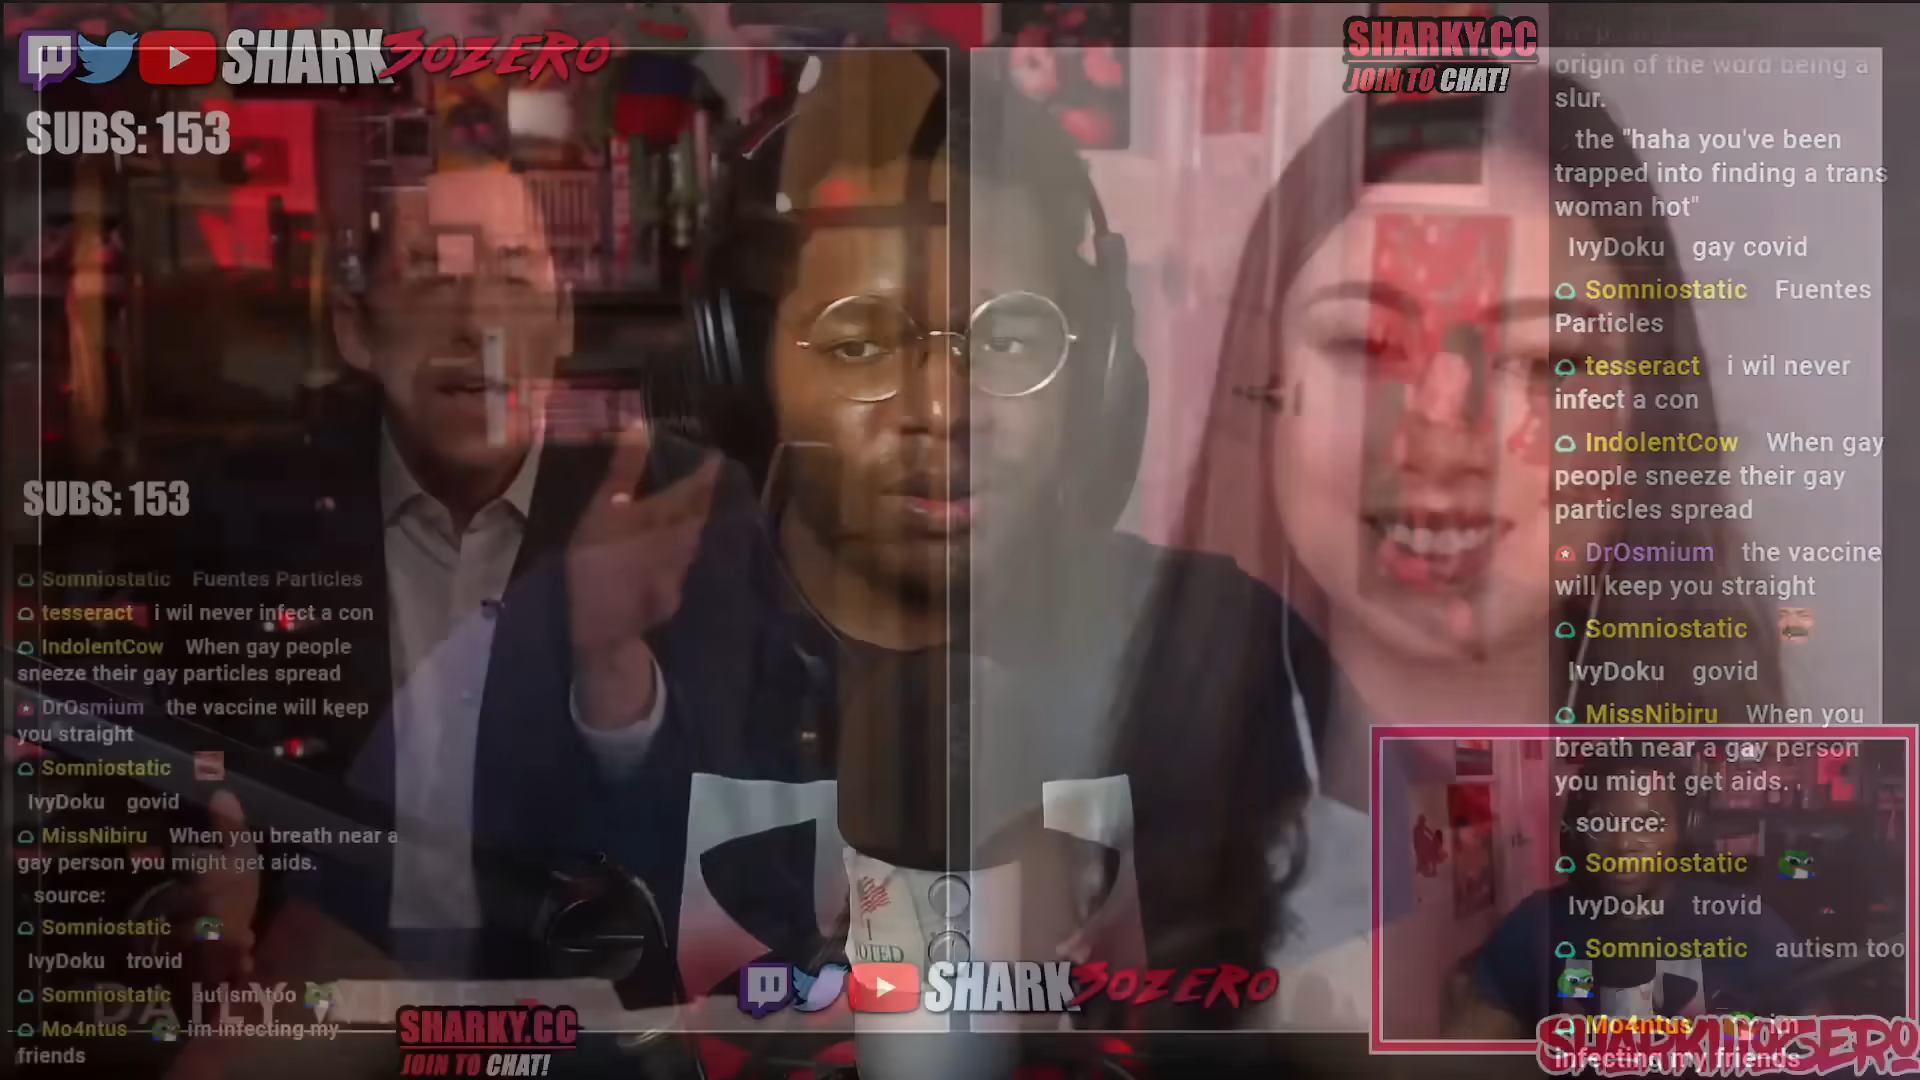 SHARK3OZERO
SUBS: 153
SUBS: 153
Somniostatic Fuentes Particles
tesseract i wil never infect a con
IndolentCow When gay people
sneeze their gay particles spread
DrOsmium the vaccine will keep
you straight
Somniostatic
IvyDoku govid
MissNibiru When you breath near a
gay person you might get aids.
source:
Somniostatic
IvyDoku trovid
Somniostatic autism too
Mo4ntus im infecting my
friends
DAILY
SHARKY.CC
JOIN TO CHAT!
VOTED
SHARK3OZERO
SHARKY.CC
JOIN TO CHAT!
origin of the word being a
slur.
the "haha you've been
trapped into finding a trans
woman hot"
IvyDoku gay covid
Somniostatic Fuentes
Particles
tesseract i wil never
infect a con
IndolentCow When gay
people sneeze their gay
particles spread
DrOsmium the vaccine
will keep you straight
Somniostatic
IvyDoku govid
MissNibiru When you
breath near a gay person
you might get aids.
source:
Somniostatic
IvyDoku trovid
Somniostatic autism too
Mo4ntus im
infecting my friends